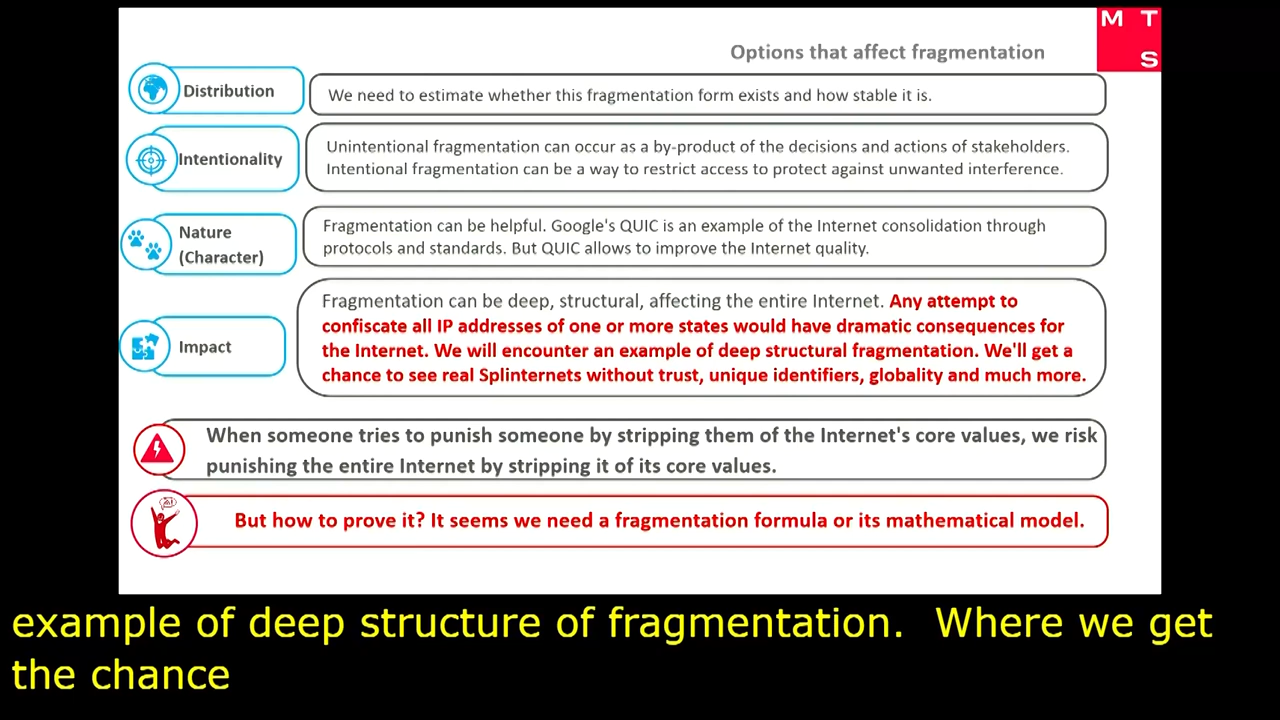 Options that affect fragmentation
M T
S
Distribution
We need to estimate whether this fragmentation form exists and how stable it is.
Intentionality
Unintentional fragmentation can occur as a by-product of the decisions and actions of stakeholders.
Intentional fragmentation can be a way to restrict access to protect against unwanted interference.
Nature
(Character)
Fragmentation can be helpful. Google's QUIC is an example of the Internet consolidation through
protocols and standards. But QUIC allows to improve the Internet quality.
Impact
Fragmentation can be deep, structural, affecting the entire Internet. Any attempt to
confiscate all IP addresses of one or more states would have dramatic consequences for
the Internet. We will encounter an example of deep structural fragmentation. We'll get a
chance to see real Splinternets without trust, unique identifiers, globality and much more.
When someone tries to punish someone by stripping them of the Internet's core values, we risk
punishing the entire Internet by stripping it of its core values.
But how to prove it? It seems we need a fragmentation formula or its mathematical model.
example of deep structure of fragmentation.  Where we get
the chance